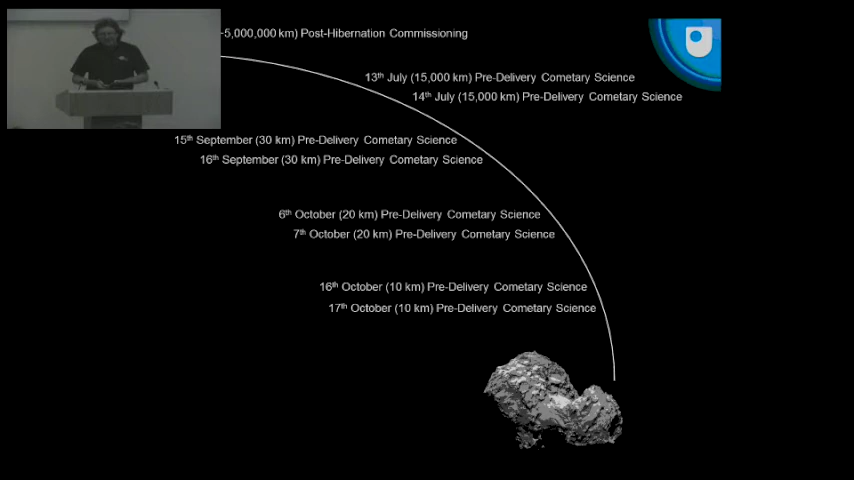 -5,000,000 km) Post-Hibernation Commissioning
13th July (15,000 km) Pre-Delivery Cometary Science
14th July (15,000 km) Pre-Delivery Cometary Science
15th September (30 km) Pre-Delivery Cometary Science
16th September (30 km) Pre-Delivery Cometary Science
6th October (20 km) Pre-Delivery Cometary Science
7th October (20 km) Pre-Delivery Cometary Science
16th October (10 km) Pre-Delivery Cometary Science
17th October (10 km) Pre-Delivery Cometary Science